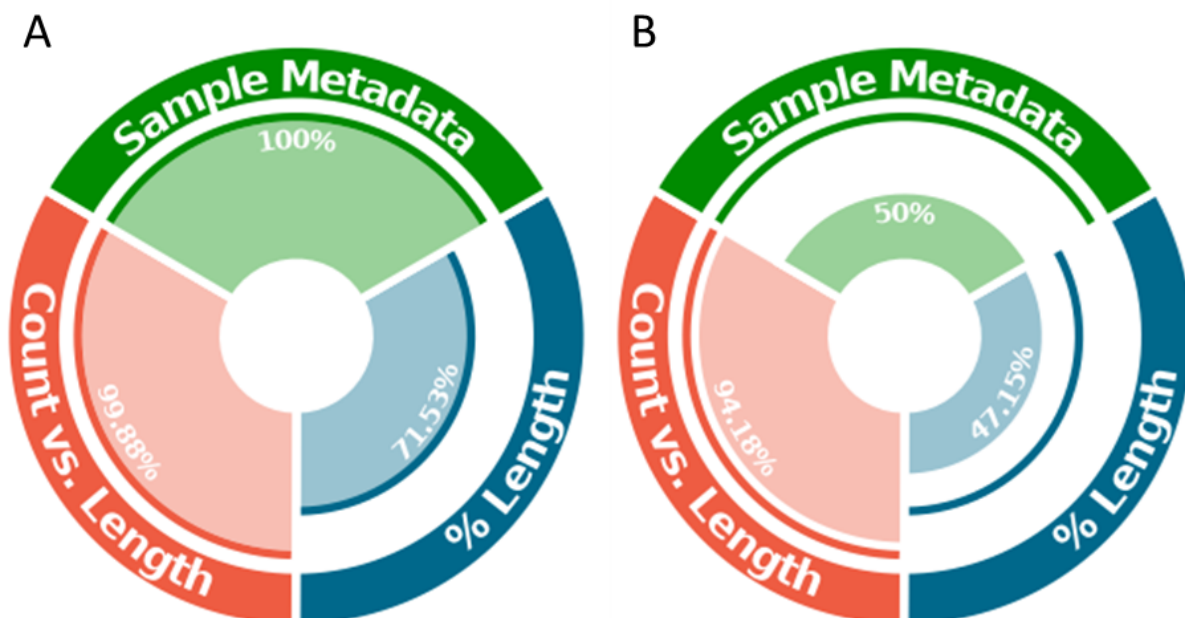 A
Sample Metadata
100%
Count vs. Length
99.88%
% Length
71.53%
B
Sample Metadata
50%
Count vs. Length
94.18%
% Length
47.15%